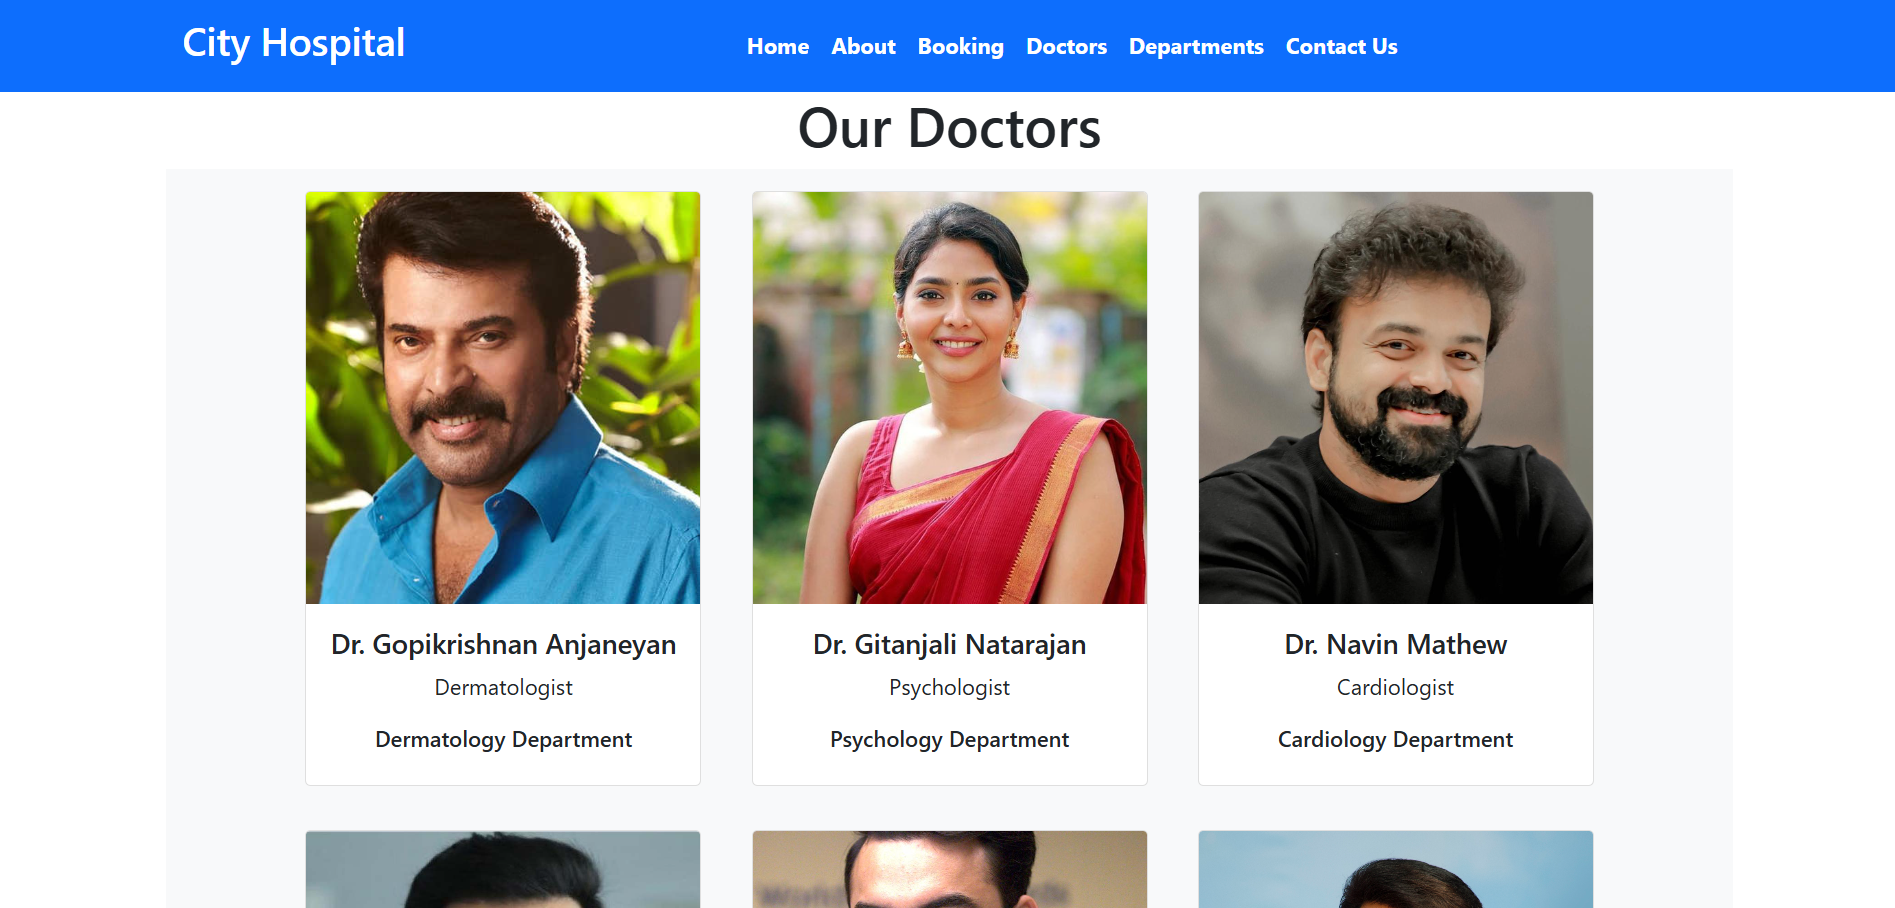 City Hospital
Home About Booking Doctors Departments Contact Us
Our Doctors
Dr. Gopikrishnan Anjaneyan
Dermatologist
Dermatology Department
Dr. Gitanjali Natarajan
Psychologist
Psychology Department
Dr. Navin Mathew
Cardiologist
Cardiology Department